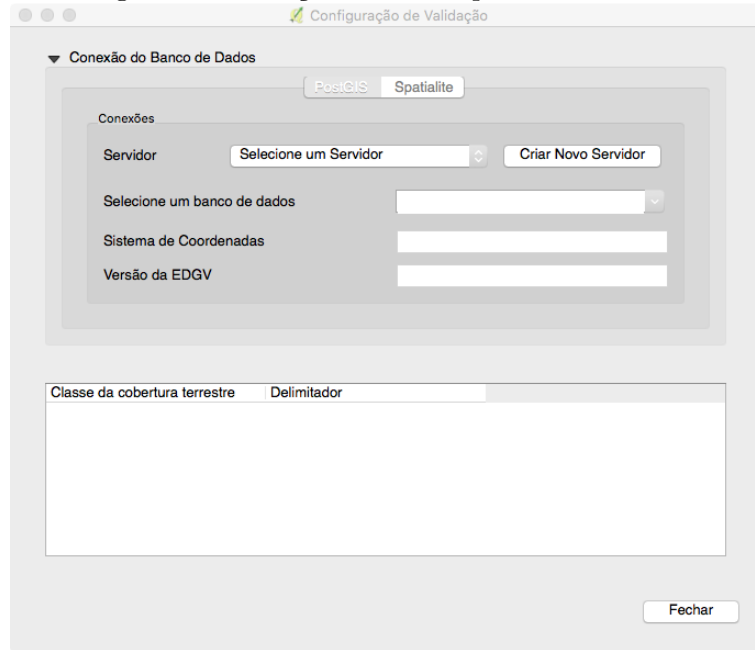 Configuração de Validação
Conexão do Banco de Dados
PostGIS Spatialite
Conexões
Servidor Selecione um Servidor Criar Novo Servidor
Selecione um banco de dados
Sistema de Coordenadas
Versão da EDGV
Classe da cobertura terrestre Delimitador
Fechar